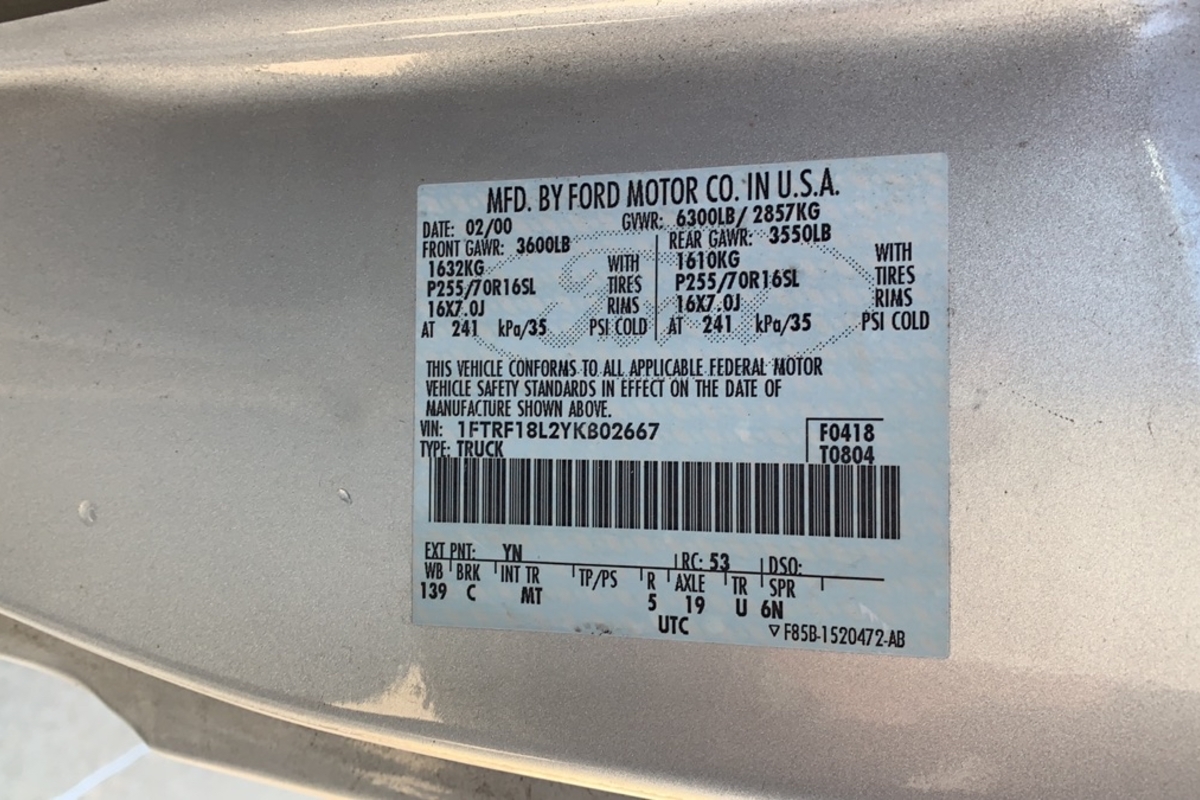 MFD. BY FORD MOTOR CO. IN U.S.A.
DATE: 02/00 GVWR: 6300LB/ 2857KG
FRONT GAWR: 3600LB REAR GAWR: 3550LB
1632KG WITH 1610KG WITH
P255/70R16SL TIRES P255/70R16SL TIRES
16X7.0J RIMS 16X7.0J RIMS
AT 241 kPa/35 PSI COLD AT 241 kPa/35 PSI COLD
THIS VEHICLE CONFORMS TO ALL APPLICABLE FEDERAL MOTOR
VEHICLE SAFETY STANDARDS IN EFFECT ON THE DATE OF
MANUFACTURE SHOWN ABOVE.
VIN: 1FTRF18L2YKB02667 F0418
TYPE: TRUCK T0804
EXT PNT: YN RC: 53 DSO:
WB BRK INT TR TP/PS R AXLE TR SPR
139 C MT 5 19 U 6N
UTC ▽ F85B-1520472-AB